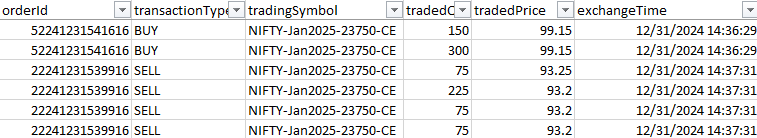 orderId transactionType tradingSymbol tradedC tradedPrice exchangeTime
52241231541616 BUY NIFTY-Jan2025-23750-CE 150 99.15 12/31/2024 14:36:29
52241231541616 BUY NIFTY-Jan2025-23750-CE 300 99.15 12/31/2024 14:36:29
22241231539916 SELL NIFTY-Jan2025-23750-CE 75 93.25 12/31/2024 14:37:31
22241231539916 SELL NIFTY-Jan2025-23750-CE 225 93.2 12/31/2024 14:37:31
22241231539916 SELL NIFTY-Jan2025-23750-CE 75 93.2 12/31/2024 14:37:31
22241231539916 SELL NIFTY-Jan2025-23750-CE 75 93.2 12/31/2024 14:37:31